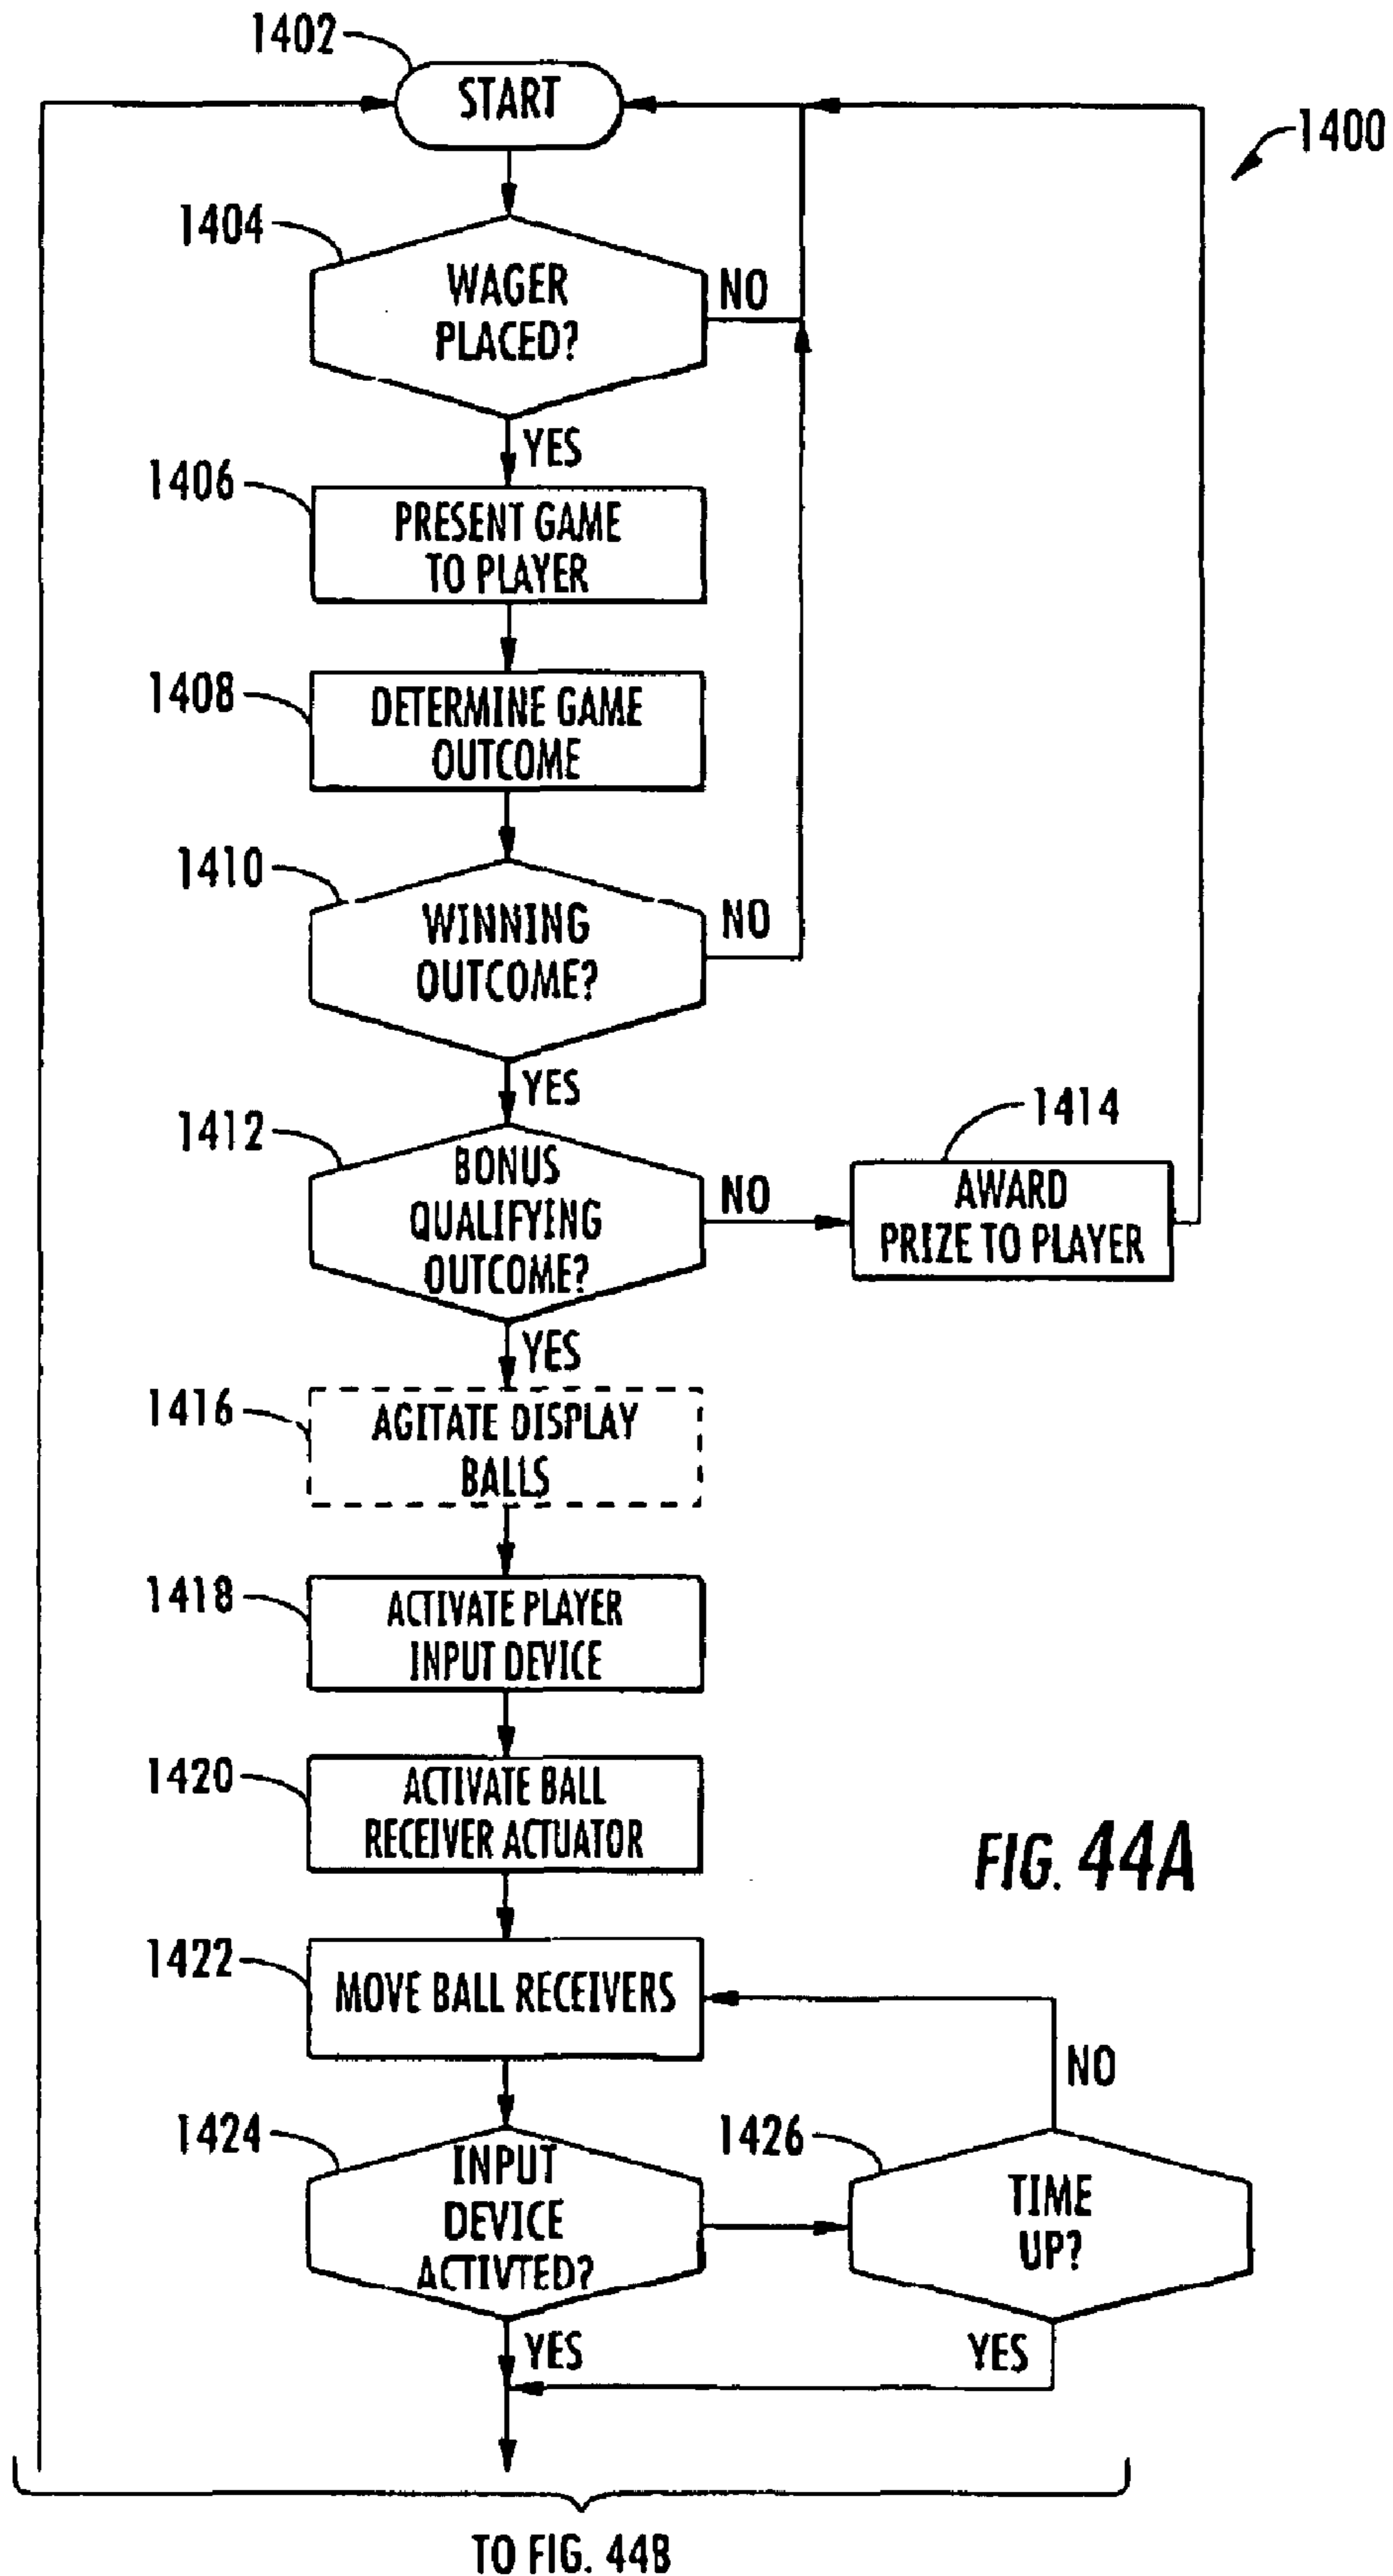 1402
START
1400
1404
WAGER
PLACED?
NO
YES
1406
PRESENT GAME
TO PLAYER
1408
DETERMINE GAME
OUTCOME
1410
WINNING
OUTCOME?
NO
YES
1412
BONUS
QUALIFYING
OUTCOME?
NO
1414
AWARD
PRIZE TO PLAYER
YES
1416
AGITATE DISPLAY
BALLS
1418
ACTIVATE PLAYER
INPUT DEVICE
1420
ACTIVATE BALL
RECEIVER ACTUATOR
FIG. 44A
1422
MOVE BALL RECEIVERS
NO
1424
INPUT
DEVICE
ACTIVTED?
1426
TIME
UP?
YES
YES
TO FIG. 44B